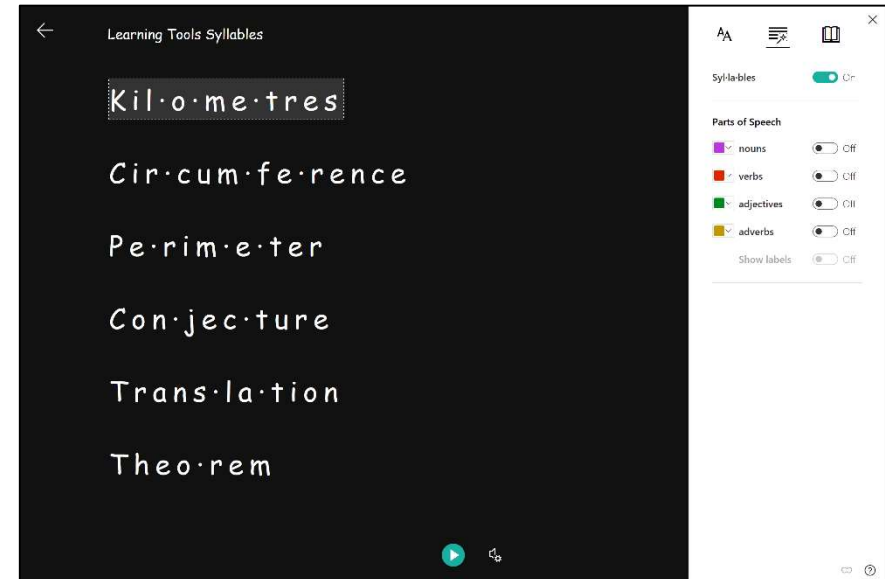 Learning Tools Syllables
Kil·o·me·tres
Cir·cum·fe·rence
Pe·rim·e·ter
Con·jec·ture
Trans·la·tion
Theo·rem
AA
Syl·la·bles On
Parts of Speech
nouns Off
verbs Off
adjectives Off
adverbs Off
Show labels Off